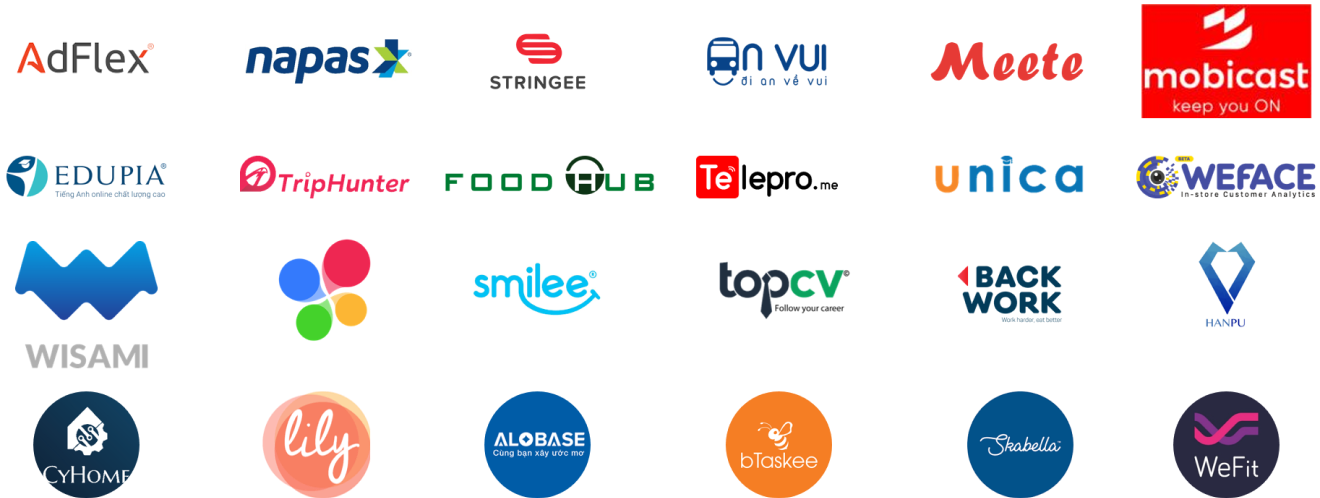 AdFlex®
napas®
STRINGEE
AN VUI
đi an về vui
Meete
mobicast
keep you ON
EDUPIA®
Tiếng Anh online chất lượng cao
TripHunter
FOOD HUB
Telepro.me
unica
BETA
WEFACE
In-store Customer Analytics
WISAMI
smilee®
topcv©
Follow your career
BACK
WORK
Work harder, eat better
HANPU
CYHOME
lily
ALOBASE
Cùng bạn xây ước mơ
bTaskee
Skabella™
WeFit